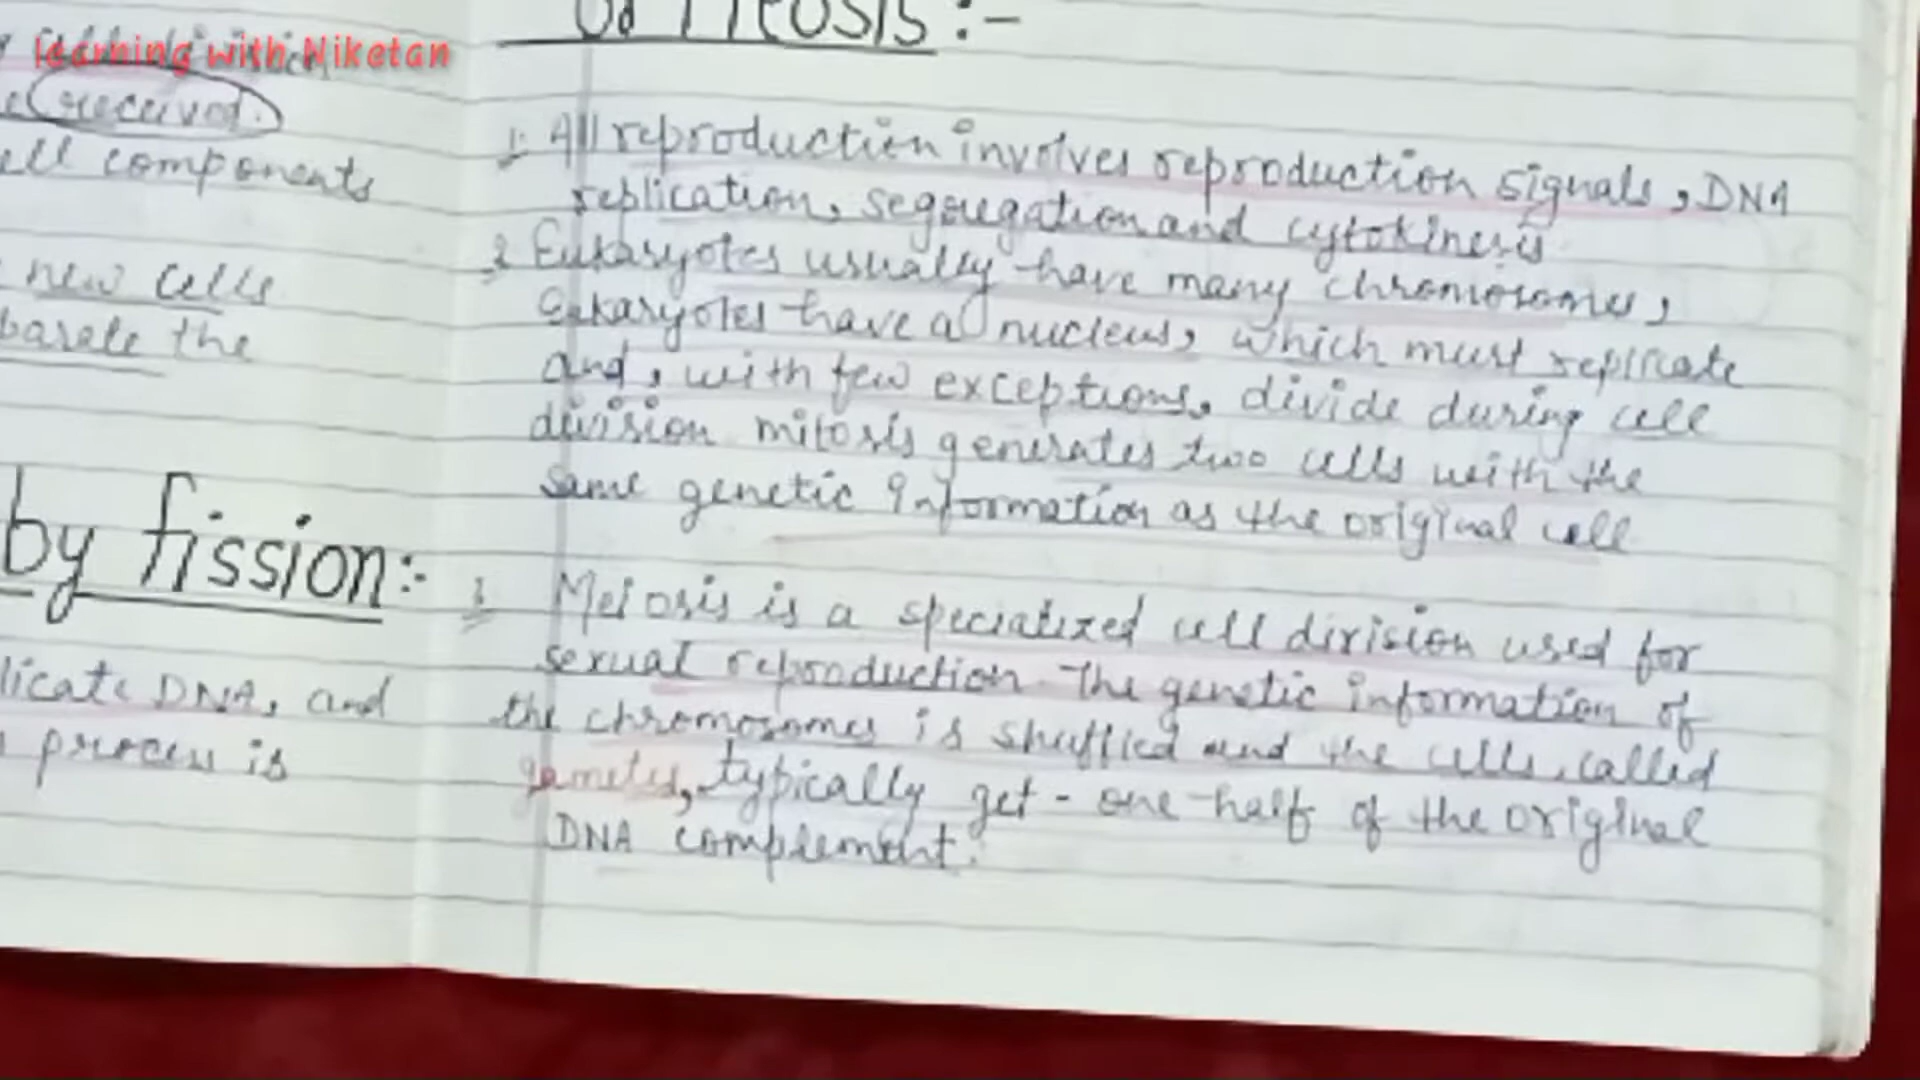 learning with Niketan
received.
ell components
new cells
parate the
by fission:-
licate DNA, and
process is
1. All reproduction involves reproduction signals, DNA
replication, segregation and cytokinesis
2 Eukaryotes usually have many chromosomes,
Eukaryotes have a nucleus, which must replicate
and, with few exceptions, divide during cell
division mitosis generates two cells with the
same genetic information as the original cell
3 Meiosis is a specialized cell division used for
sexual reproduction. The genetic information of
the chromosomes is shuffled and the cells, called
gametes, typically get - one-half of the original
DNA complement.